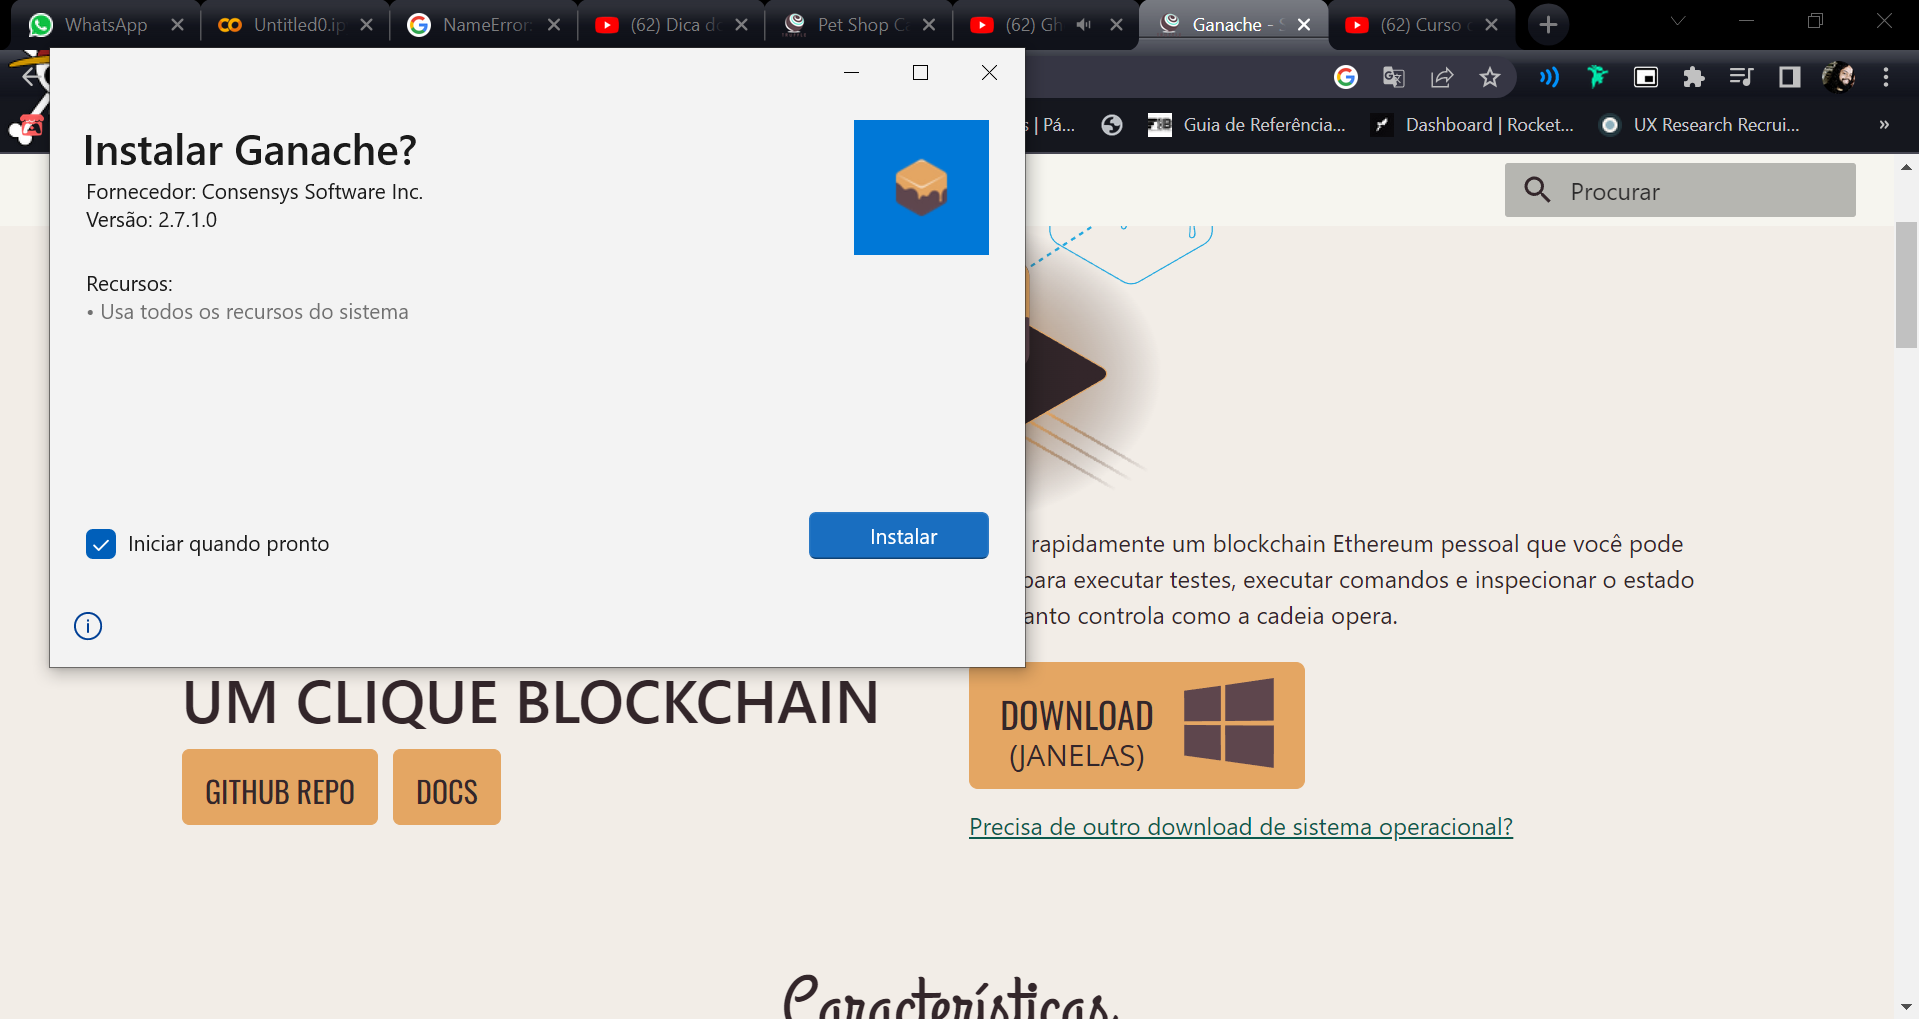 WhatsApp
Untitled0.ip
NameError:
(62) Dica do
Pet Shop C
(62) Gh
Ganache - S
(62) Curso
s | Pá...
Guia de Referência...
Dashboard | Rocket...
UX Research Recrui...
»
Procurar
Instalar Ganache?
Fornecedor: Consensys Software Inc.
Versão: 2.7.1.0
Recursos:
• Usa todos os recursos do sistema
Iniciar quando pronto
Instalar
rapidamente um blockchain Ethereum pessoal que você pode
para executar testes, executar comandos e inspecionar o estado
anto controla como a cadeia opera.
UM CLIQUE BLOCKCHAIN
GITHUB REPO
DOCS
DOWNLOAD
(JANELAS)
Precisa de outro download de sistema operacional?
Características